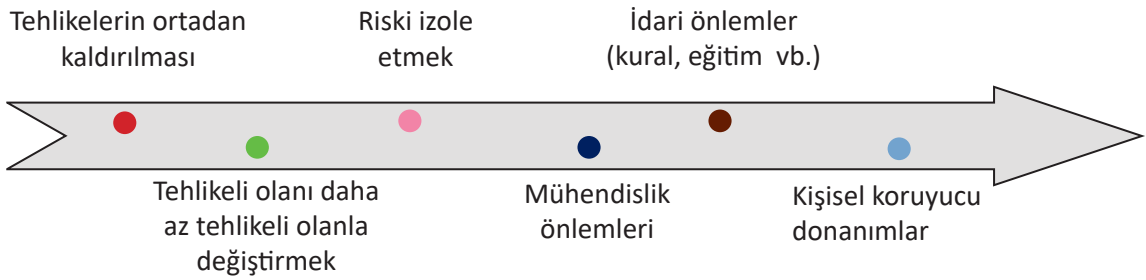 Tehlikelerin ortadan
kaldırılması
Tehlikeli olanı daha
az tehlikeli olanla
değiştirmek
Riski izole
etmek
Mühendislik
önlemleri
İdari önlemler
(kural, eğitim vb.)
Kişisel koruyucu
donanımlar